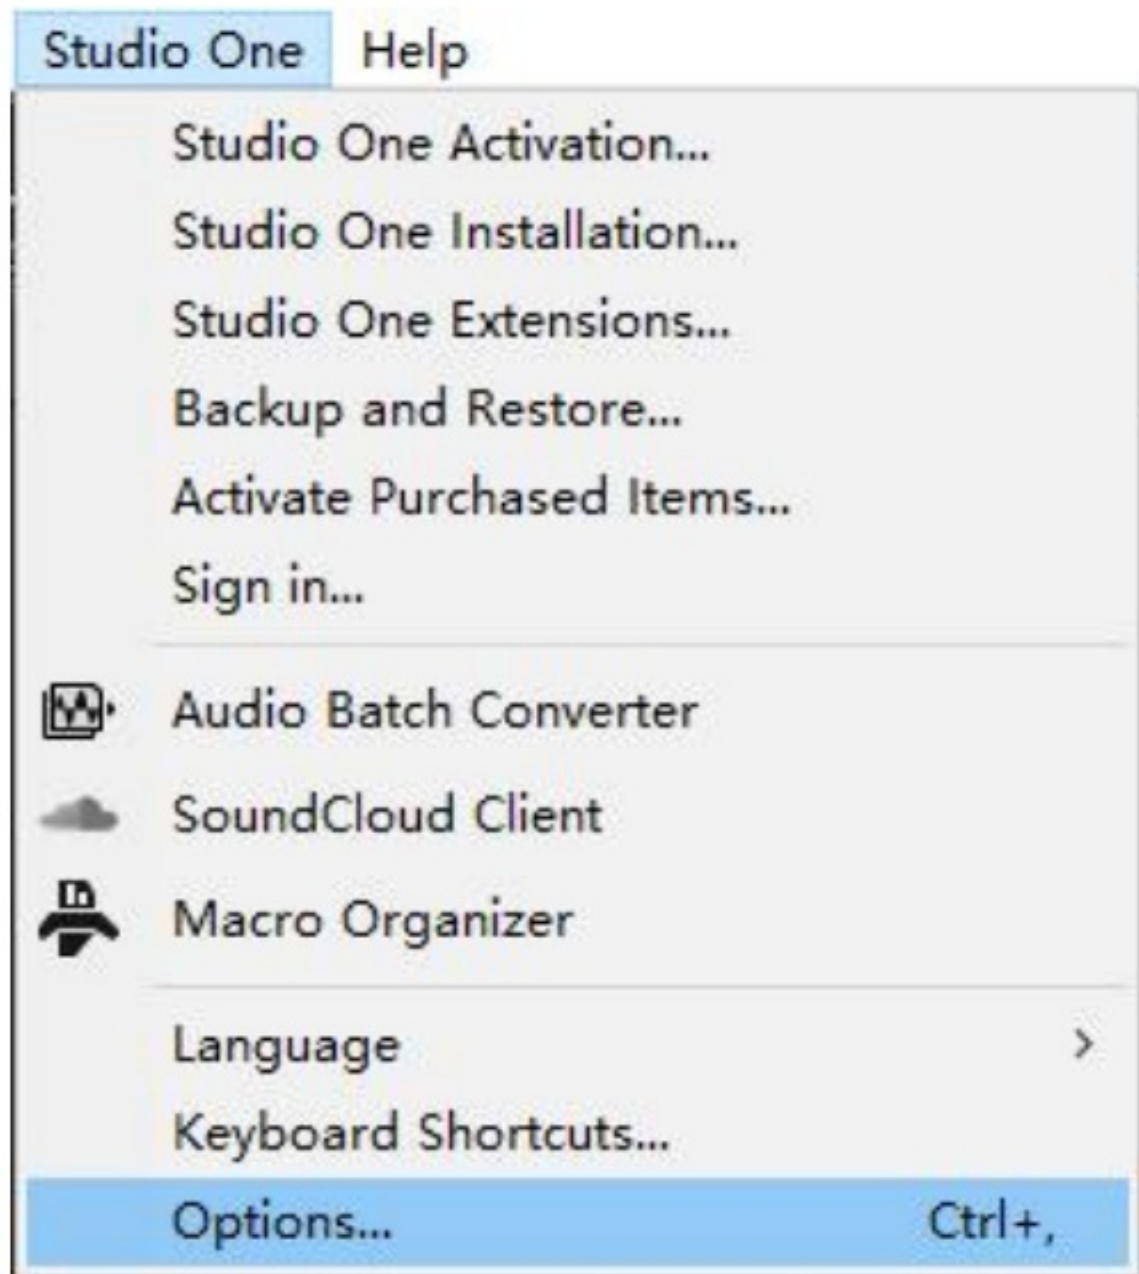 Studio One Help
Studio One Activation...
Studio One Installation...
Studio One Extensions...
Backup and Restore...
Activate Purchased Items...
Sign in...
Audio Batch Converter
SoundCloud Client
Macro Organizer
Language >
Keyboard Shortcuts...
Options... Ctrl+,